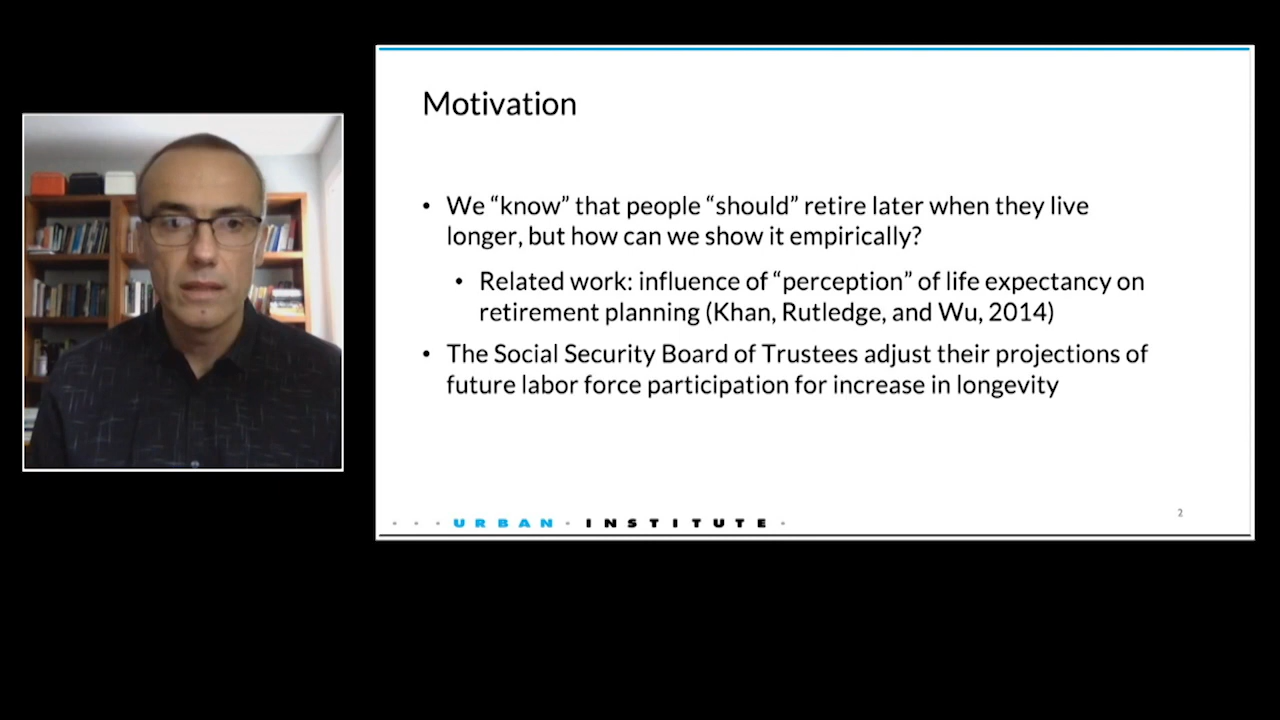 Motivation
• We “know” that people “should” retire later when they live
longer, but how can we show it empirically?
• Related work: influence of “perception” of life expectancy on
retirement planning (Khan, Rutledge, and Wu, 2014)
• The Social Security Board of Trustees adjust their projections of
future labor force participation for increase in longevity
· · · URBAN · INSTITUTE ·
2